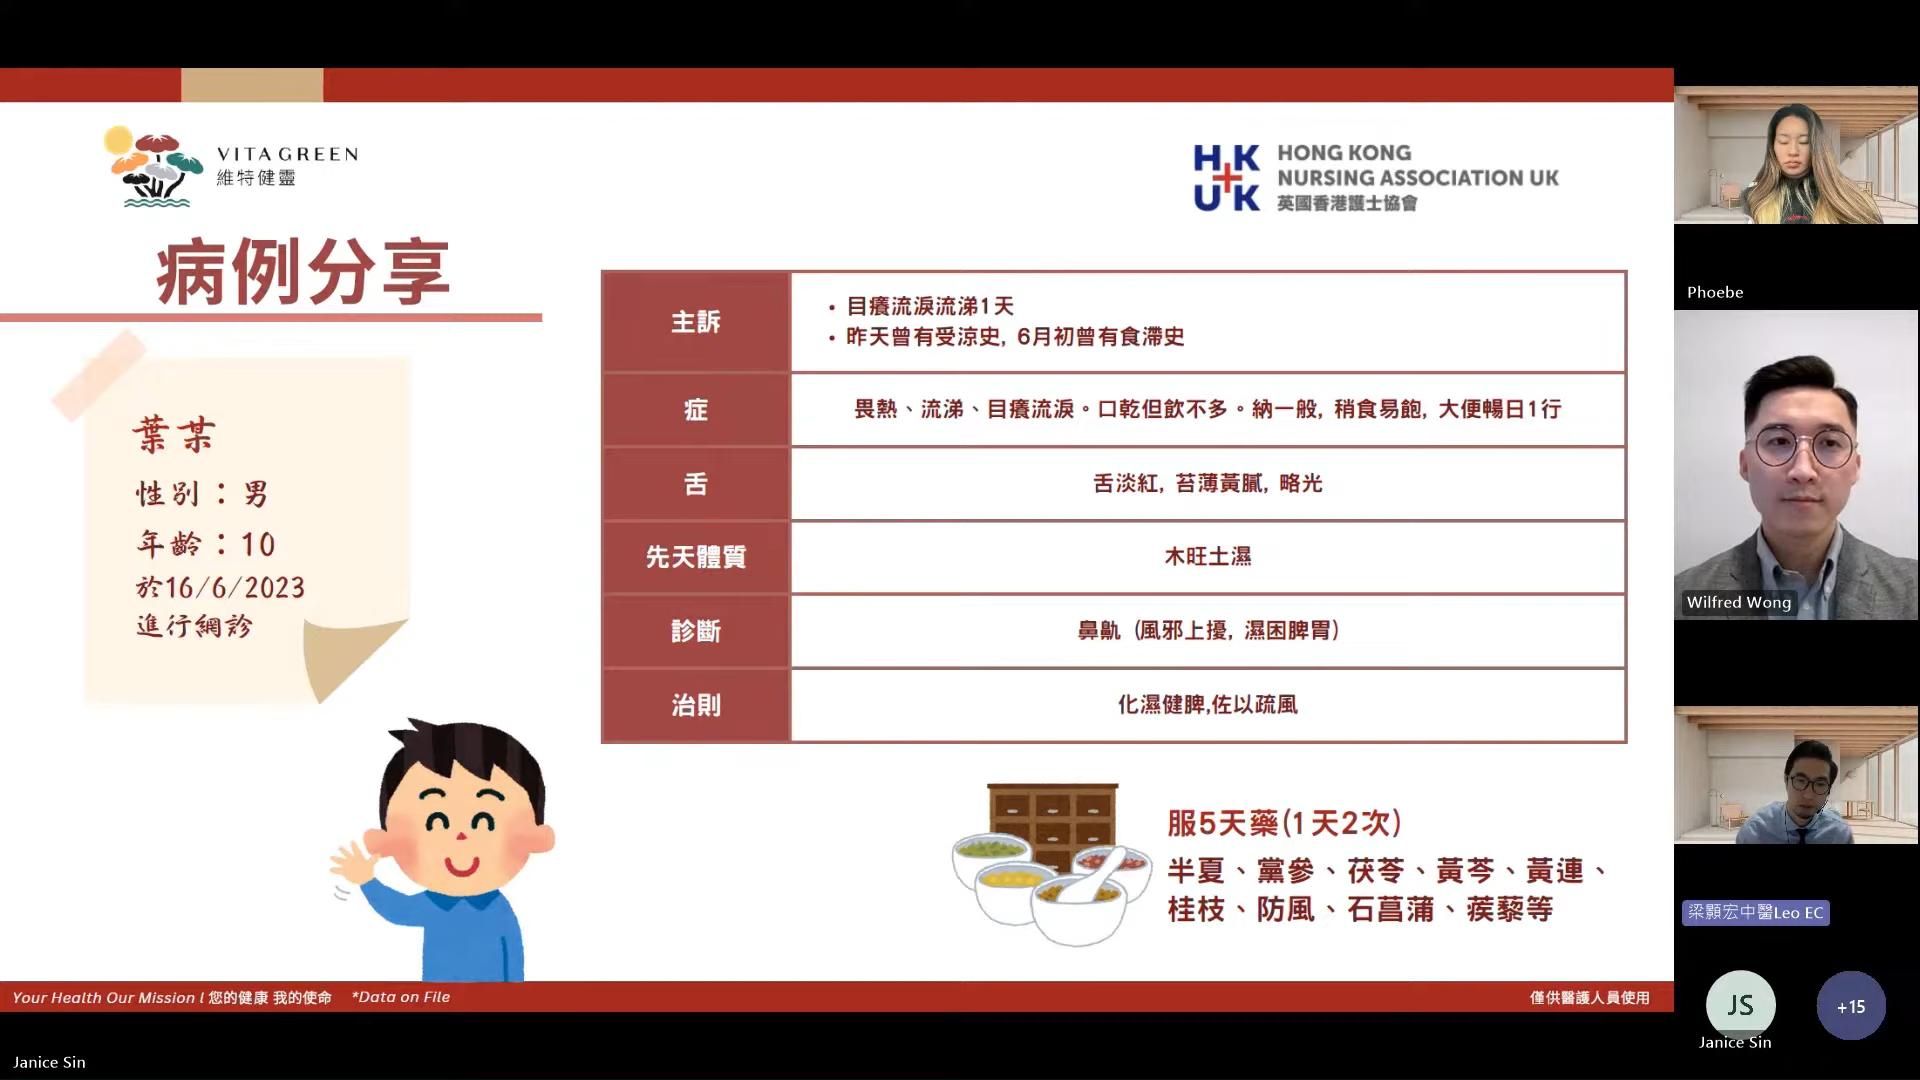 VITA GREEN
維特健靈
HK
UK
HONG KONG
NURSING ASSOCIATION UK
英國香港護士協會
病例分享
葉某
性別：男
年齡：10
於16/6/2023
進行網診
主訴
• 目癢流淚流涕1天
• 昨天曾有受涼史, 6月初曾有食滯史
症
畏熱、流涕、目癢流淚。口乾但飲不多。納一般, 稍食易飽, 大便暢日1行
舌
舌淡紅, 苔薄黃膩, 略光
先天體質
木旺土濕
診斷
鼻鼽 (風邪上擾, 濕困脾胃)
治則
化濕健脾,佐以疏風
服5天藥(1天2次)
半夏、黨參、茯苓、黃芩、黃連、
桂枝、防風、石菖蒲、蒺藜等
Your Health Our Mission l 您的健康 我的使命 *Data on File
僅供醫護人員使用
Janice Sin
Phoebe
Wilfred Wong
梁顥宏中醫Leo EC
JS
Janice Sin
+15